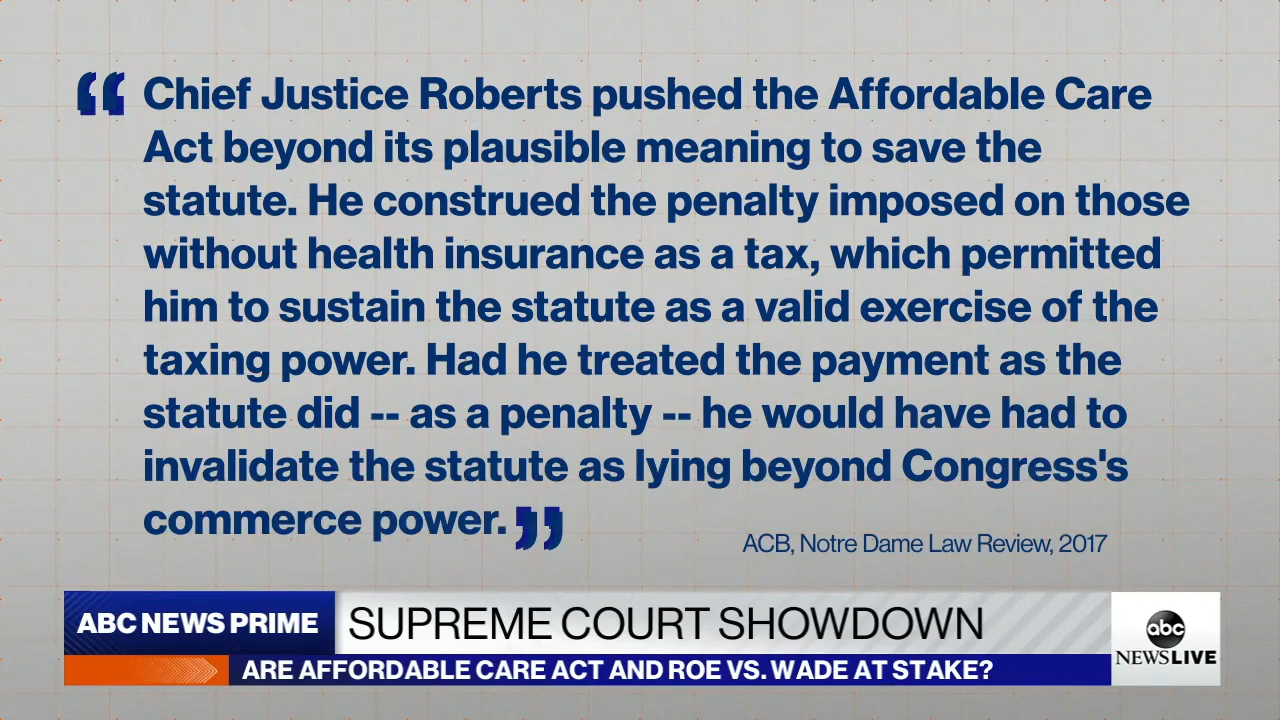 “ Chief Justice Roberts pushed the Affordable Care
Act beyond its plausible meaning to save the
statute. He construed the penalty imposed on those
without health insurance as a tax, which permitted
him to sustain the statute as a valid exercise of the
taxing power. Had he treated the payment as the
statute did -- as a penalty -- he would have had to
invalidate the statute as lying beyond Congress's
commerce power. ”
ACB, Notre Dame Law Review, 2017
ABC NEWS PRIME
SUPREME COURT SHOWDOWN
ARE AFFORDABLE CARE ACT AND ROE VS. WADE AT STAKE?
abc
NEWS LIVE